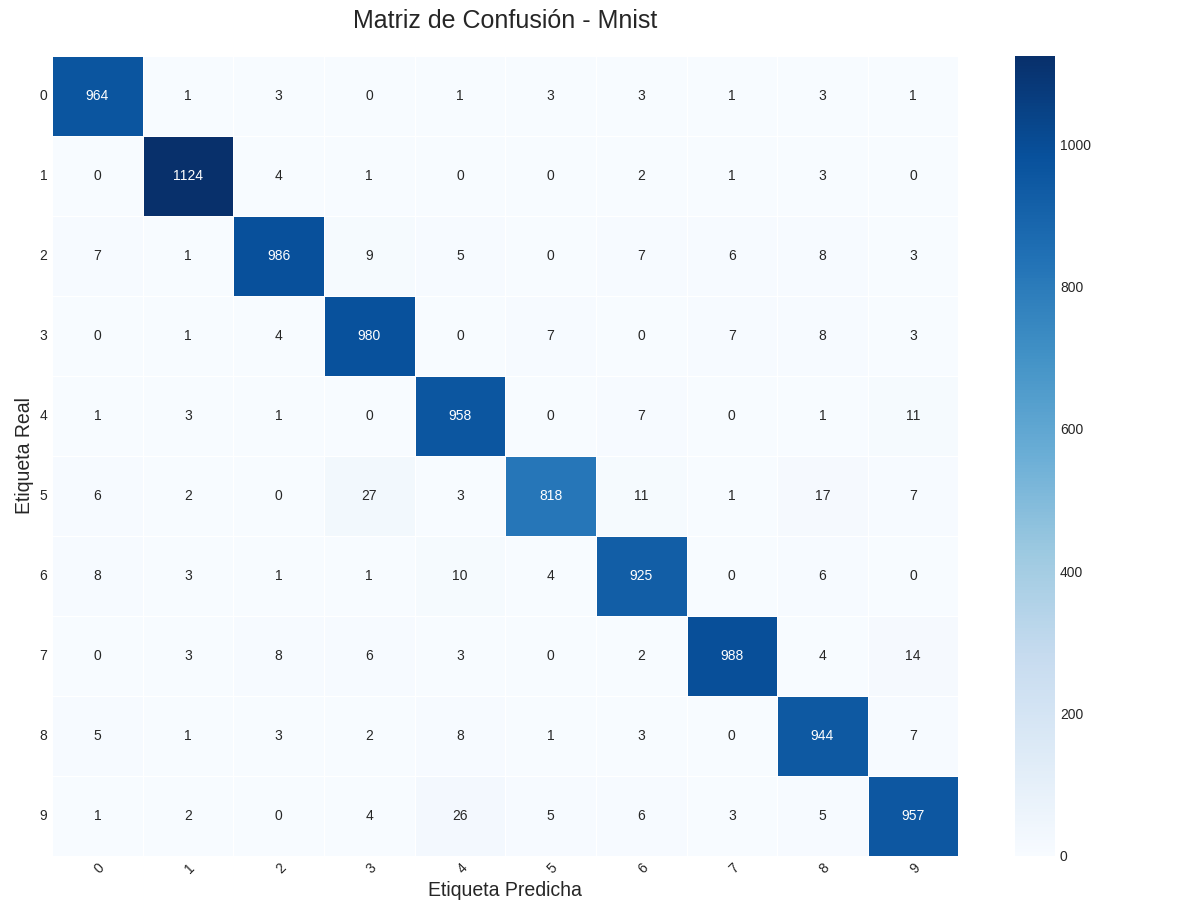 Matriz de Confusión - Mnist
0 964 1 3 0 1 3 3 1 3 1
1 0 1124 4 1 0 0 2 1 3 0
2 7 1 986 9 5 0 7 6 8 3
3 0 1 4 980 0 7 0 7 8 3
4 1 3 1 0 958 0 7 0 1 11
5 6 2 0 27 3 818 11 1 17 7
6 8 3 1 1 10 4 925 0 6 0
7 0 3 8 6 3 0 2 988 4 14
8 5 1 3 2 8 1 3 0 944 7
9 1 2 0 4 26 5 6 3 5 957
0 1 2 3 4 5 6 7 8 9
Etiqueta Predicha
Etiqueta Real
1000
800
600
400
200
0